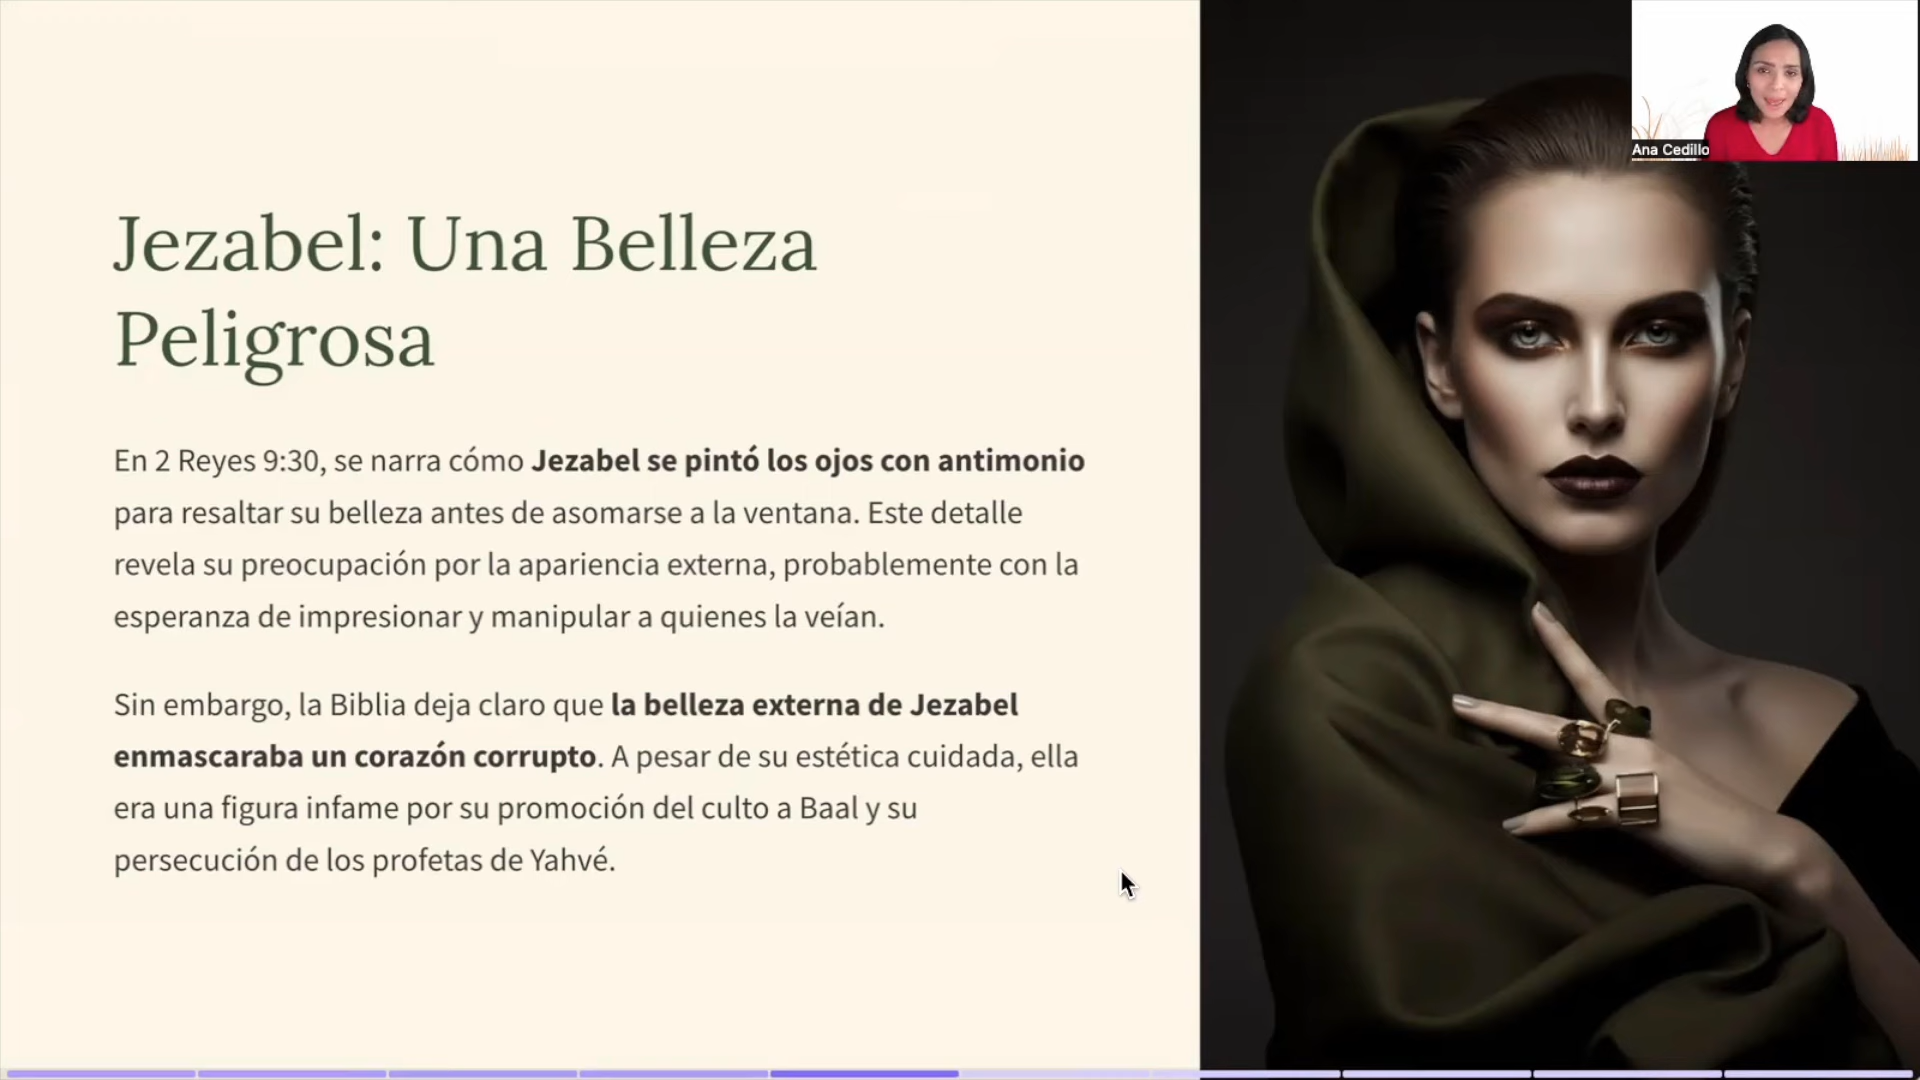 Jezabel: Una Belleza
Peligrosa
En 2 Reyes 9:30, se narra cómo Jezabel se pintó los ojos con antimonio
para resaltar su belleza antes de asomarse a la ventana. Este detalle
revela su preocupación por la apariencia externa, probablemente con la
esperanza de impresionar y manipular a quienes la veían.
Sin embargo, la Biblia deja claro que la belleza externa de Jezabel
enmascaraba un corazón corrupto. A pesar de su estética cuidada, ella
era una figura infame por su promoción del culto a Baal y su
persecución de los profetas de Yahvé.
Ana Cedillo